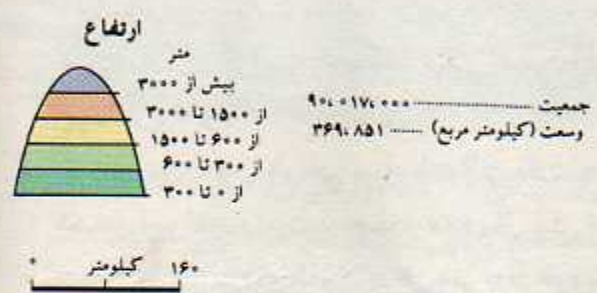 ارتفاع
متر
بیش از ۳۰۰۰
از ۱۵۰۰ تا ۳۰۰۰
از ۶۰۰ تا ۱۵۰۰
از ۳۰۰ تا ۶۰۰
از ۰ تا ۳۰۰
جمعیت ........................ ۹۰،۰۱۷،۰۰۰
وسعت (کیلومتر مربع) ...... ۳۶۹،۸۵۱
۰ کیلومتر ۱۶۰